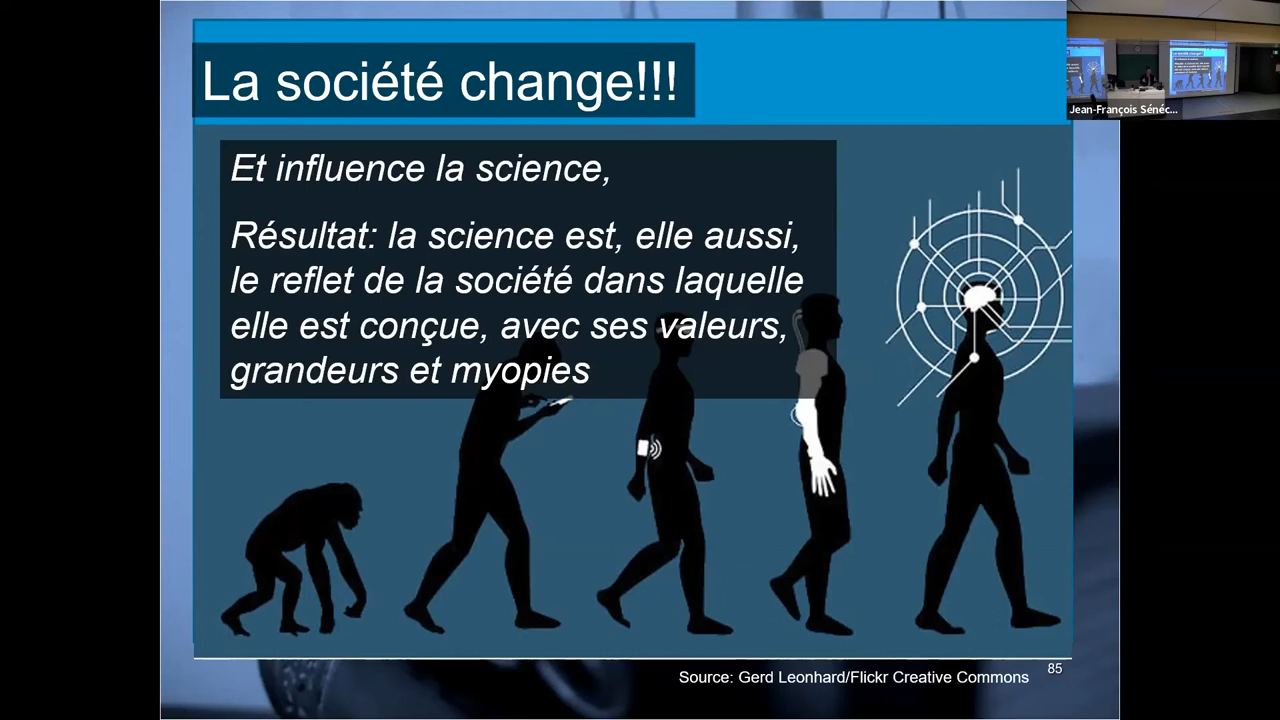 La société change!!!
Et influence la science,
Résultat: la science est, elle aussi,
le reflet de la société dans laquelle
elle est conçue, avec ses valeurs,
grandeurs et myopies
Source: Gerd Leonhard/Flickr Creative Commons
85
Jean-François Sénéc...